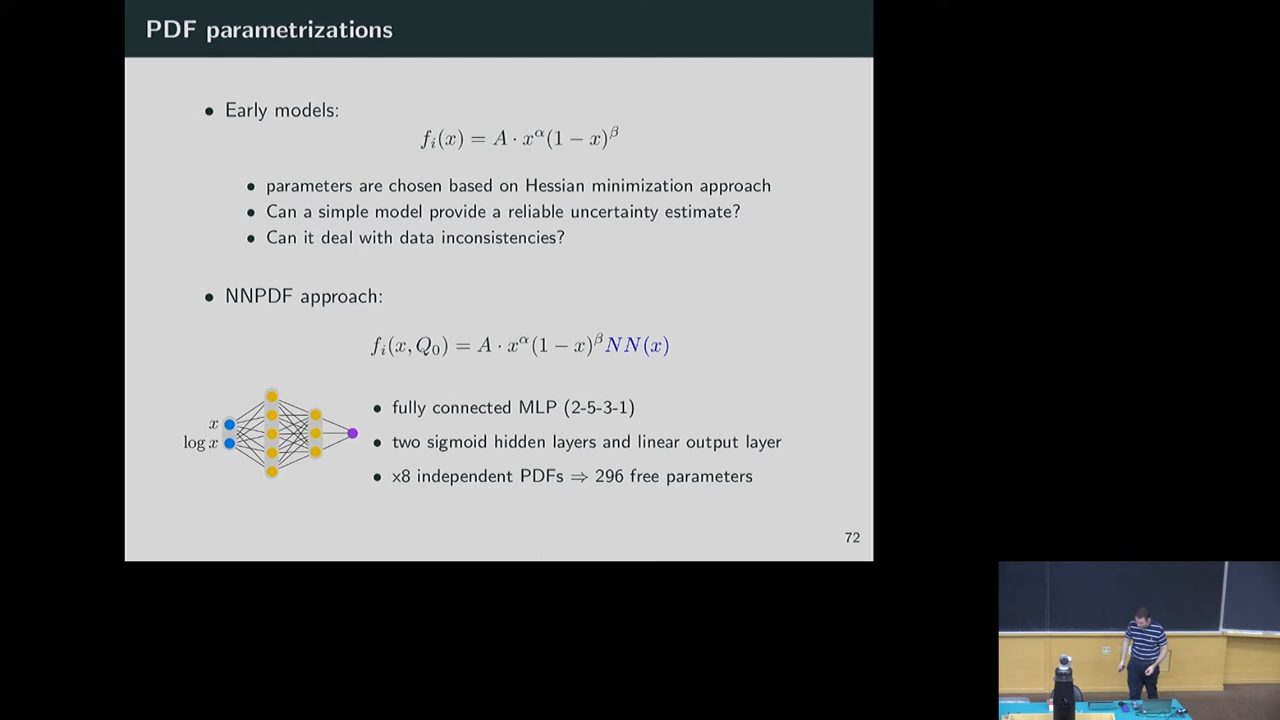 PDF parametrizations
• Early models:
f_i(x) = A · x^α(1 − x)^β
• parameters are chosen based on Hessian minimization approach
• Can a simple model provide a reliable uncertainty estimate?
• Can it deal with data inconsistencies?
• NNPDF approach:
f_i(x, Q_0) = A · x^α(1 − x)^β NN(x)
x
log x
• fully connected MLP (2-5-3-1)
• two sigmoid hidden layers and linear output layer
• x8 independent PDFs ⇒ 296 free parameters
72